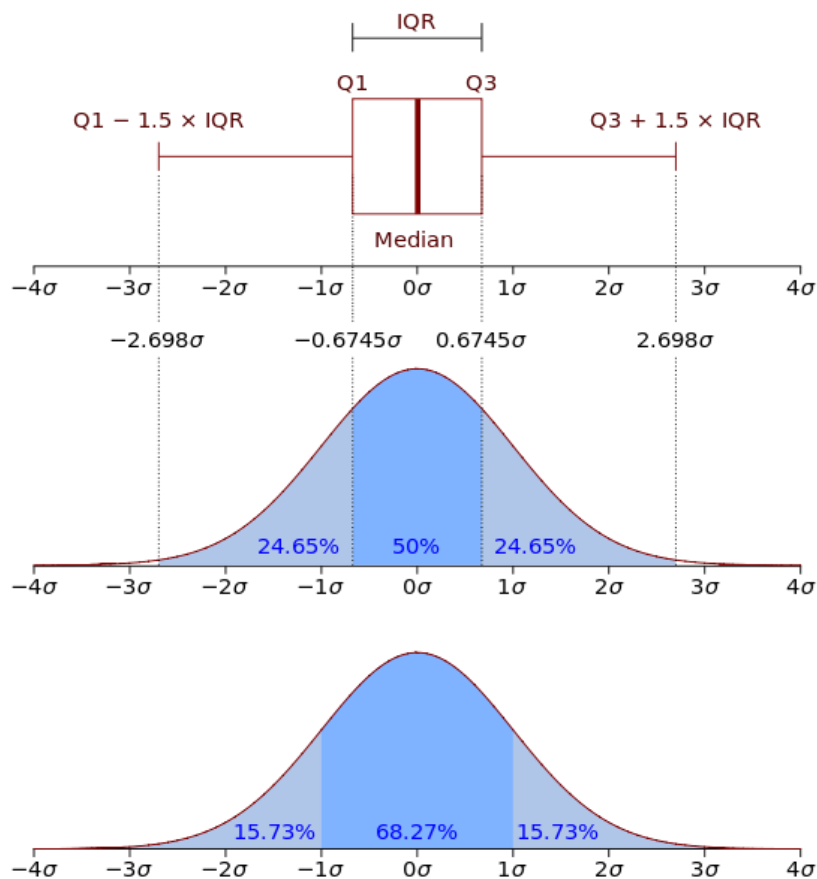 IQR
Q1 Q3
Q1 − 1.5 × IQR Q3 + 1.5 × IQR
Median
−4σ −3σ −2σ −1σ 0σ 1σ 2σ 3σ 4σ
−2.698σ −0.6745σ 0.6745σ 2.698σ
24.65% 50% 24.65%
−4σ −3σ −2σ −1σ 0σ 1σ 2σ 3σ 4σ
15.73% 68.27% 15.73%
−4σ −3σ −2σ −1σ 0σ 1σ 2σ 3σ 4σ